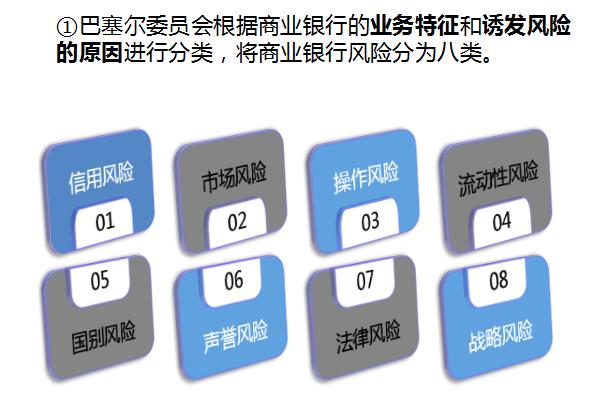 ①巴塞尔委员会根据商业银行的业务特征和诱发风险
的原因进行分类，将商业银行风险分为八类。
信用风险
01
市场风险
02
操作风险
03
流动性风险
04
05
国别风险
06
声誉风险
07
法律风险
08
战略风险